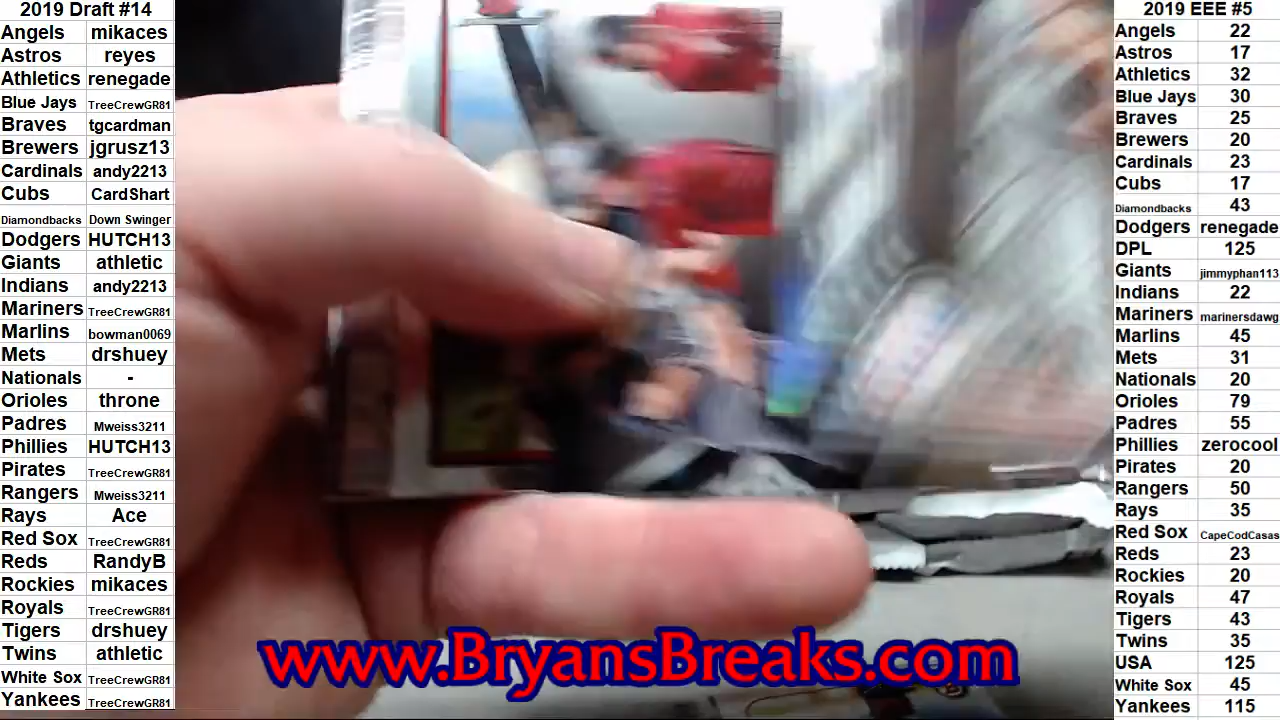 2019 Draft #14
Angels mikaces
Astros reyes
Athletics renegade
Blue Jays TreeCrewGR81
Braves tgcardman
Brewers jgrusz13
Cardinals andy2213
Cubs CardShart
Diamondbacks Down Swinger
Dodgers HUTCH13
Giants athletic
Indians andy2213
Mariners TreeCrewGR81
Marlins bowman0069
Mets drshuey
Nationals -
Orioles throne
Padres Mweiss3211
Phillies HUTCH13
Pirates TreeCrewGR81
Rangers Mweiss3211
Rays Ace
Red Sox TreeCrewGR81
Reds RandyB
Rockies mikaces
Royals TreeCrewGR81
Tigers drshuey
Twins athletic
White Sox TreeCrewGR81
Yankees TreeCrewGR81
www.BryansBreaks.com
2019 EEE #5
Angels 22
Astros 17
Athletics 32
Blue Jays 30
Braves 25
Brewers 20
Cardinals 23
Cubs 17
Diamondbacks 43
Dodgers renegade
DPL 125
Giants jimmyphan113
Indians 22
Mariners marinersdawg
Marlins 45
Mets 31
Nationals 20
Orioles 79
Padres 55
Phillies zerocool
Pirates 20
Rangers 50
Rays 35
Red Sox CapeCodCasas
Reds 23
Rockies 20
Royals 47
Tigers 43
Twins 35
USA 125
White Sox 45
Yankees 115